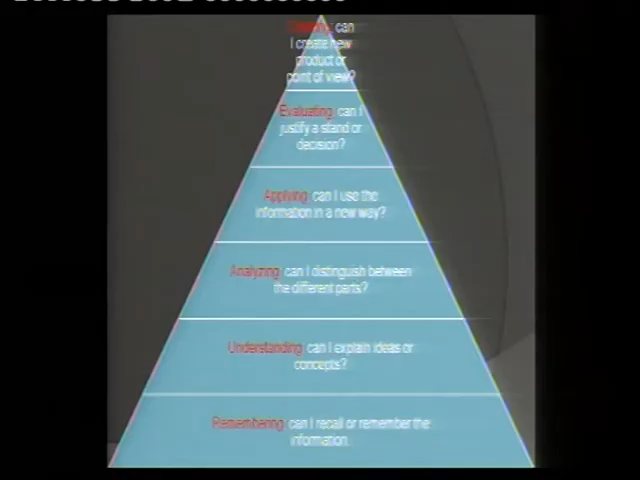 can
I create new
product or
point of view?
Evaluating: can I
justify a stand or
decision?
Applying: can I use the
information in a new way?
Analyzing: can I distinguish between
the different parts?
Understanding: can I explain ideas or
concepts?
Remembering: can I recall or remember the
information.